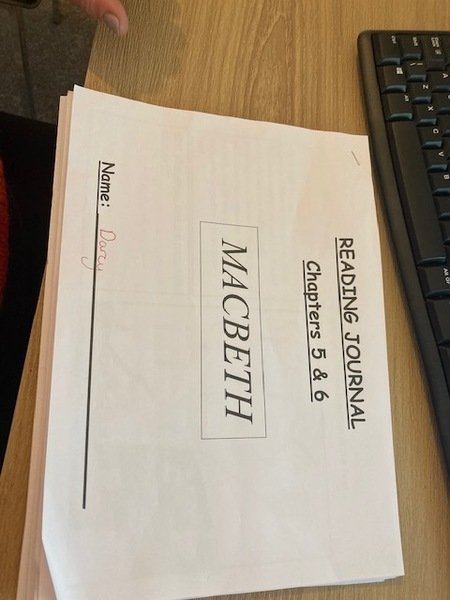 READING JOURNAL
Chapters 5 & 6
MACBETH
Name: Darcy